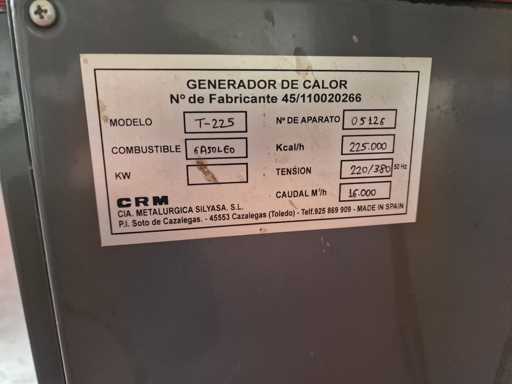 GENERADOR DE CALOR
Nº de Fabricante 45/110020266
MODELO T-225 Nº DE APARATO 05126
COMBUSTIBLE GASOLEO Kcal/h 225.000
KW TENSION 220/380 50 Hz
CRM CAUDAL M³/h 16.000
CIA. METALURGICA SILYASA, S.L.
P.I. Soto de Cazalegas. - 45553 Cazalegas (Toledo) - Telf.925 869 909 - MADE IN SPAIN